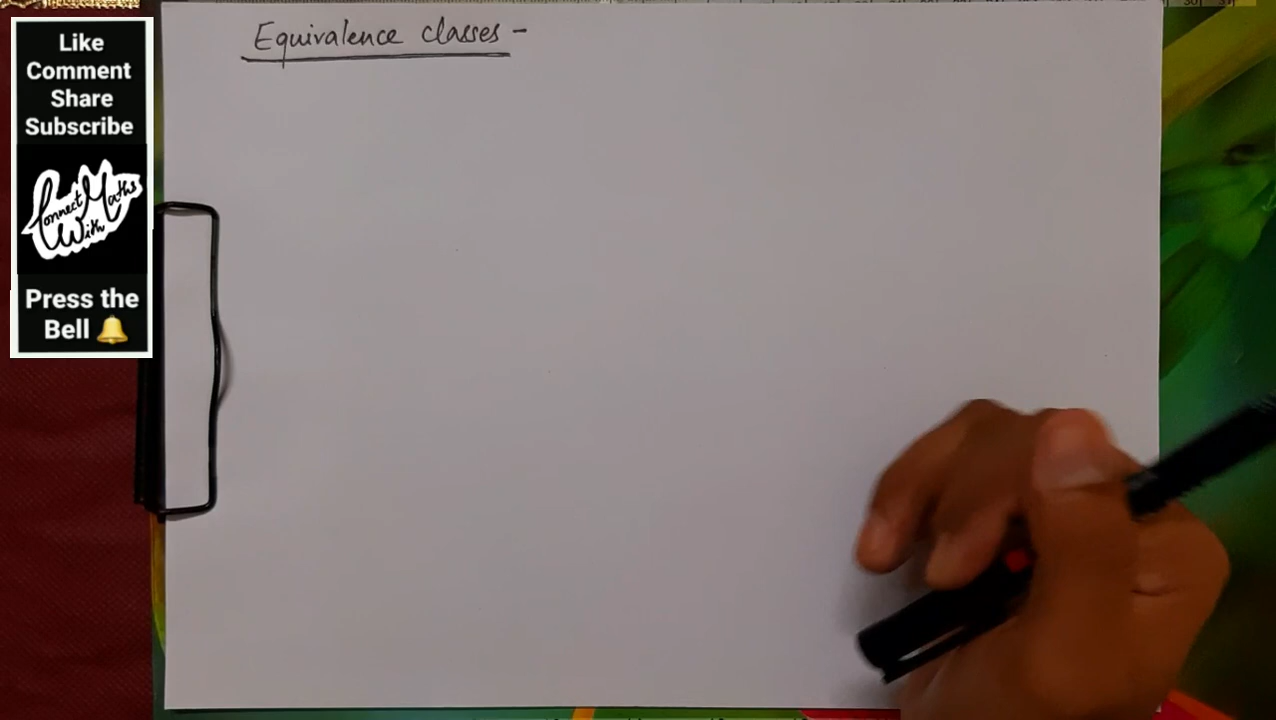 Equivalence classes -
Like
Comment
Share
Subscribe
Connect
With
Maths
Press the
Bell 🔔